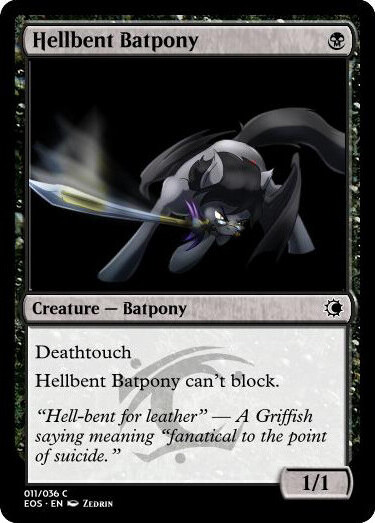 Hellbent Batpony
Creature — Batpony
Deathtouch
Hellbent Batpony can't block.
“Hell-bent for leather” — A Griffish
saying meaning “fanatical to the point
of suicide.”
1/1
011/036 C
EOS · EN Zedrin